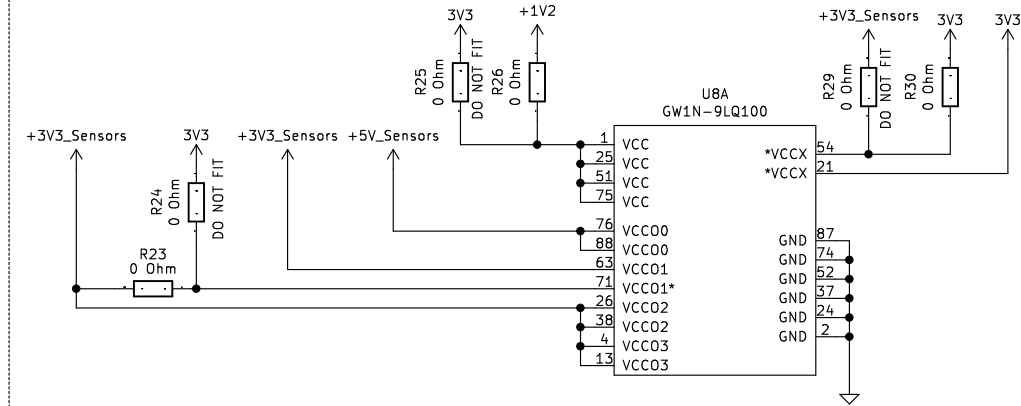 3V3
+1V2
+3V3_Sensors
3V3
3V3
R25
0 Ohm
DO NOT FIT
R26
0 Ohm
R29
0 Ohm
DO NOT FIT
R30
0 Ohm
U8A
GW1N-9LQ100
+3V3_Sensors
3V3
+3V3_Sensors
+5V_Sensors
R24
0 Ohm
DO NOT FIT
R23
0 Ohm
1 VCC
25 VCC
51 VCC
75 VCC
76 VCCO0
88 VCCO0
63 VCCO1
71 VCCO1*
26 VCCO2
38 VCCO2
4 VCCO3
13 VCCO3
*VCCX 54
*VCCX 21
GND 87
GND 74
GND 52
GND 37
GND 24
GND 2